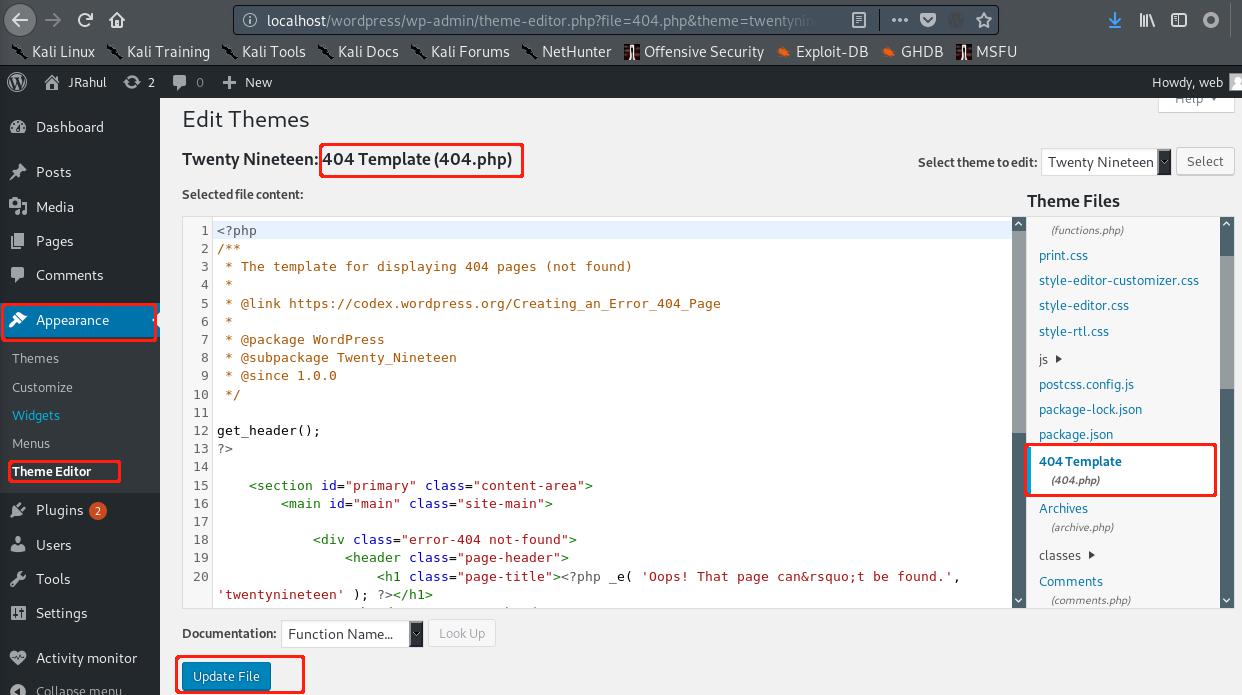 localhost/wordpress/wp-admin/theme-editor.php?file=404.php&theme=twentynin
Kali Linux Kali Training Kali Tools Kali Docs Kali Forums NetHunter Offensive Security Exploit-DB GHDB MSFU
JRahul 2 0 + New Howdy, web
Help
Dashboard
Posts
Media
Pages
Comments
Appearance
Themes
Customize
Widgets
Menus
Theme Editor
Plugins 2
Users
Tools
Settings
Activity monitor
Collapse menu
Edit Themes
Twenty Nineteen: 404 Template (404.php)
Select theme to edit: Twenty Nineteen Select
Selected file content:
1 <?php
2 /**
3 * The template for displaying 404 pages (not found)
4 *
5 * @link https://codex.wordpress.org/Creating_an_Error_404_Page
6 *
7 * @package WordPress
8 * @subpackage Twenty_Nineteen
9 * @since 1.0.0
10 */
11
12 get_header();
13 ?>
14
15 <section id="primary" class="content-area">
16 <main id="main" class="site-main">
17
18 <div class="error-404 not-found">
19 <header class="page-header">
20 <h1 class="page-title"><?php _e( 'Oops! That page can&rsquo;t be found.',
'twentynineteen' ); ?></h1>
Theme Files
(functions.php)
print.css
style-editor-customizer.css
style-editor.css
style-rtl.css
js
postcss.config.js
package-lock.json
package.json
404 Template
(404.php)
Archives
(archive.php)
classes
Comments
(comments.php)
Documentation: Function Name... Look Up
Update File